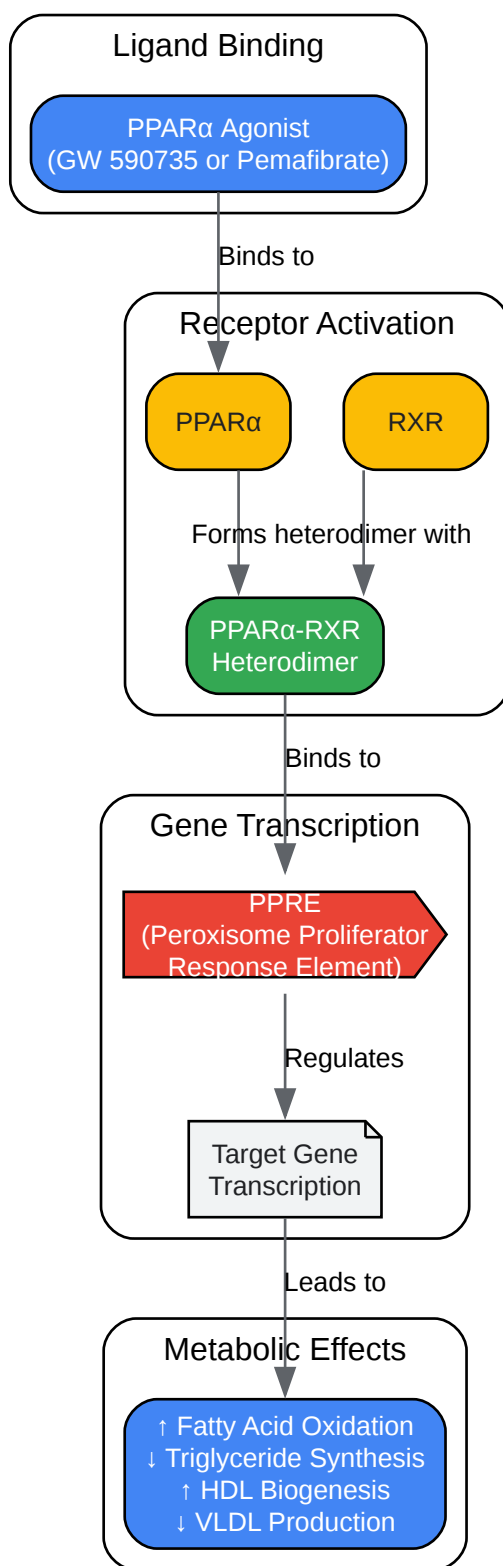 Ligand Binding
PPARα Agonist
(GW 590735 or Pemafibrate)
Binds to
Receptor Activation
PPARα
RXR
Forms heterodimer with
PPARα-RXR
Heterodimer
Binds to
Gene Transcription
PPRE
(Peroxisome Proliferator
Response Element)
Regulates
Target Gene
Transcription
Leads to
Metabolic Effects
↑ Fatty Acid Oxidation
↓ Triglyceride Synthesis
↑ HDL Biogenesis
↓ VLDL Production